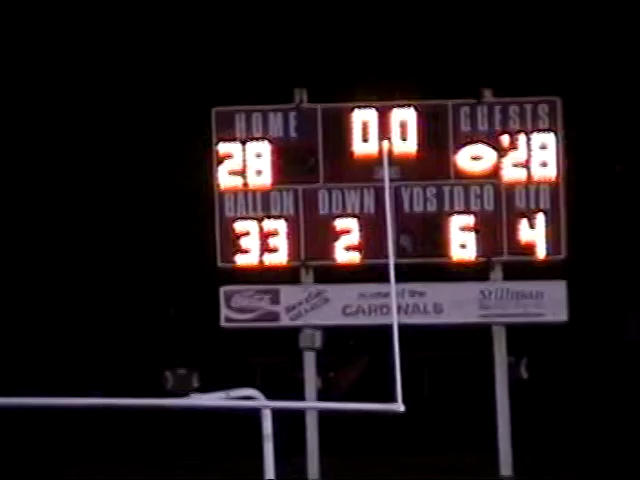 HOME 0.0 GUESTS
28 28
BALL ON DOWN YDS TO GO QTR
33 2 6 4
HOME of the Stillman
CARDINALS